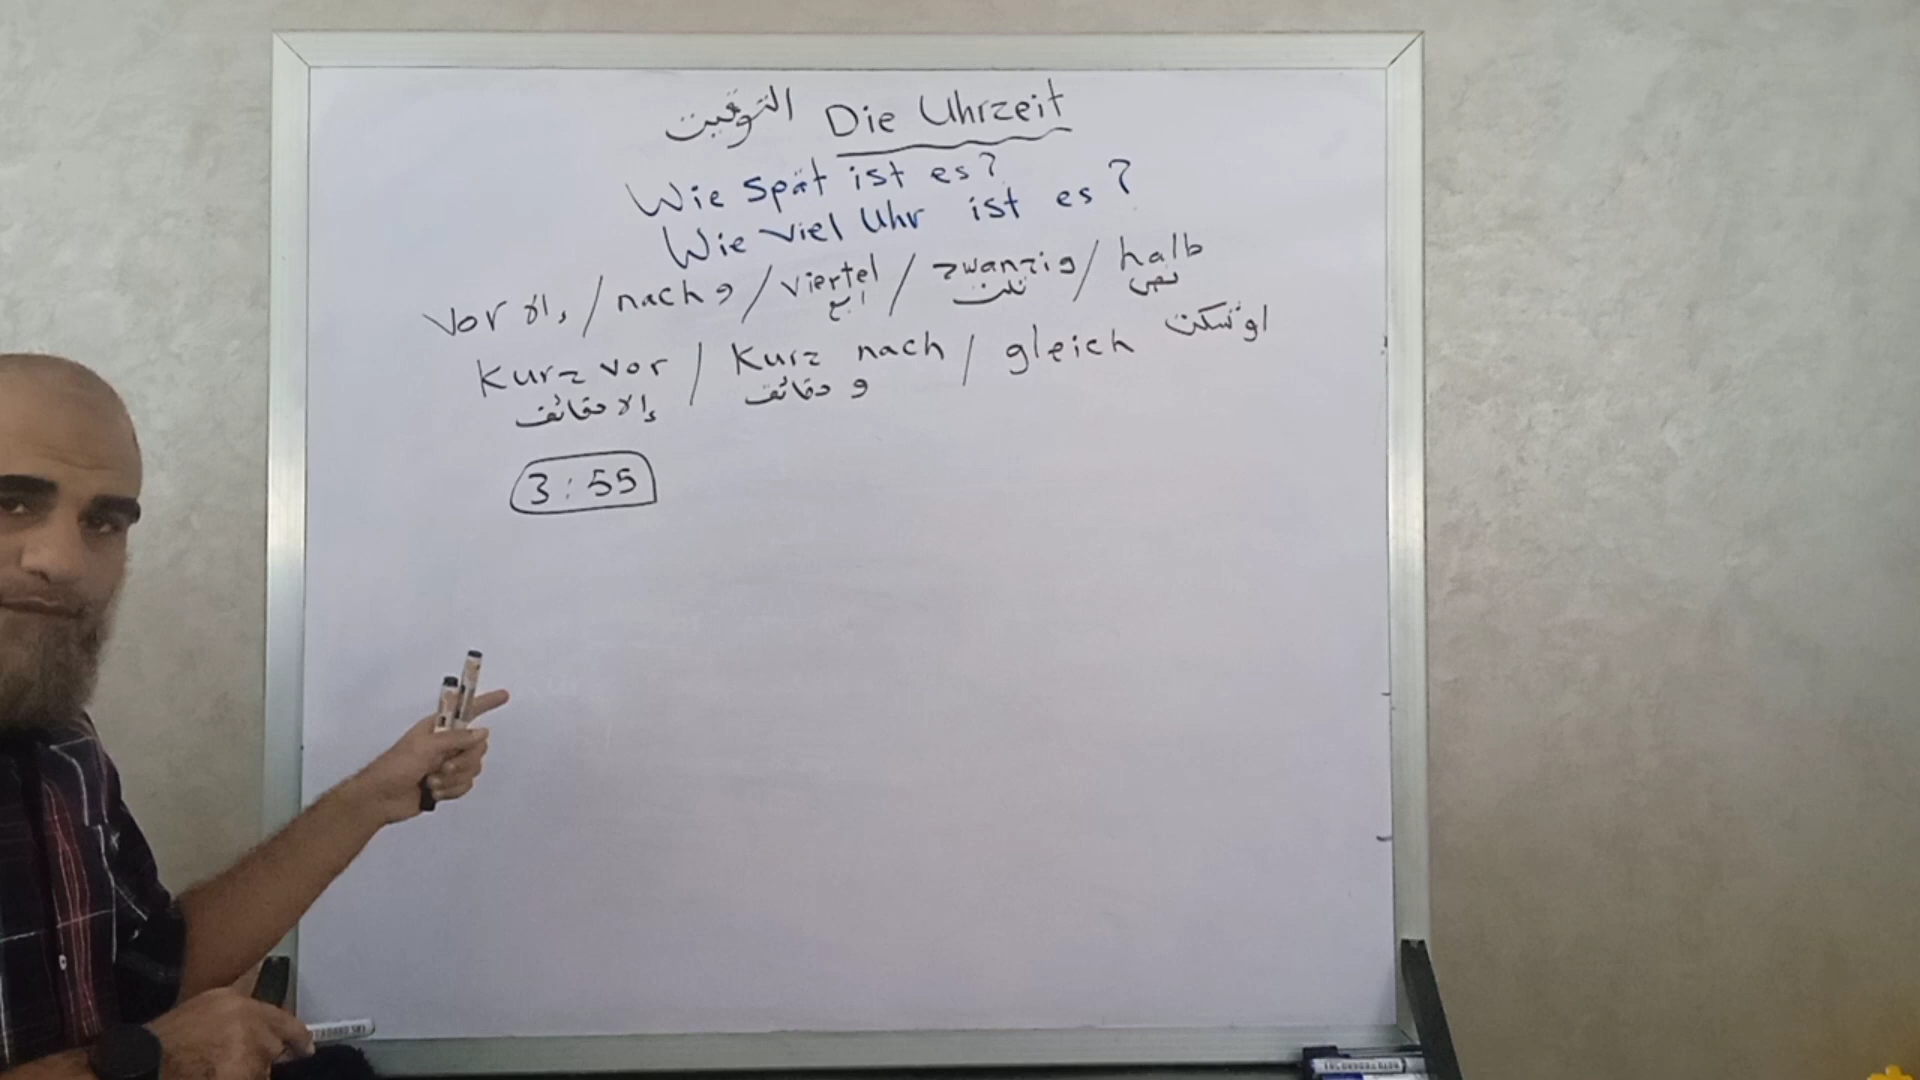 التوقيت Die Uhrzeit
Wie spät ist es?
Wie viel Uhr ist es?
Vor إلا / nach و / viertel / zwanzig / halb
ربع ثلث نص
Kurz vor / Kurz nach / gleich اوشكت
إلا دقائق و دقائق
3:55